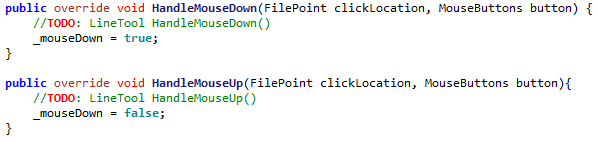 public override void HandleMouseDown(FilePoint clickLocation, MouseButtons button) {
    //TODO: LineTool HandleMouseDown()
    _mouseDown = true;
}

public override void HandleMouseUp(FilePoint clickLocation, MouseButtons button){
    //TODO: LineTool HandleMouseUp()
    _mouseDown = false;
}